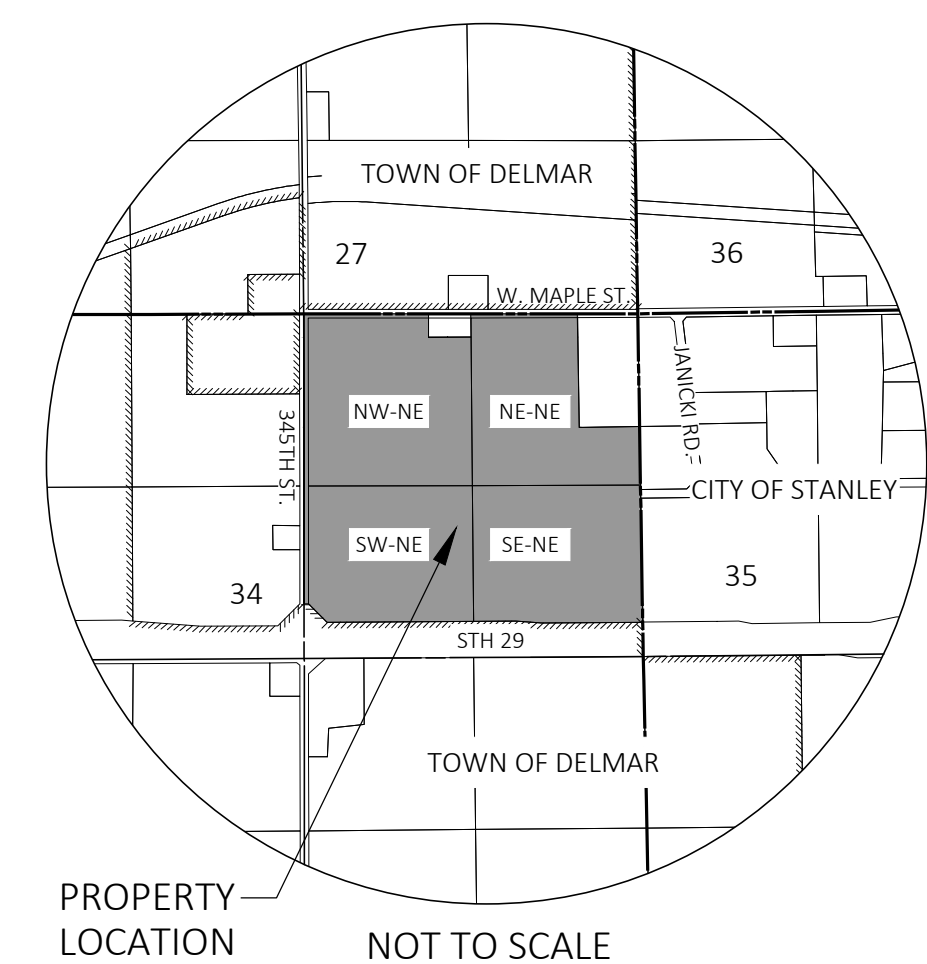 TOWN OF DELMAR
27
36
W. MAPLE ST.
JANICKI RD.
345TH ST.
NW-NE
NE-NE
CITY OF STANLEY
SW-NE
SE-NE
34
35
STH 29
TOWN OF DELMAR
PROPERTY
LOCATION
NOT TO SCALE